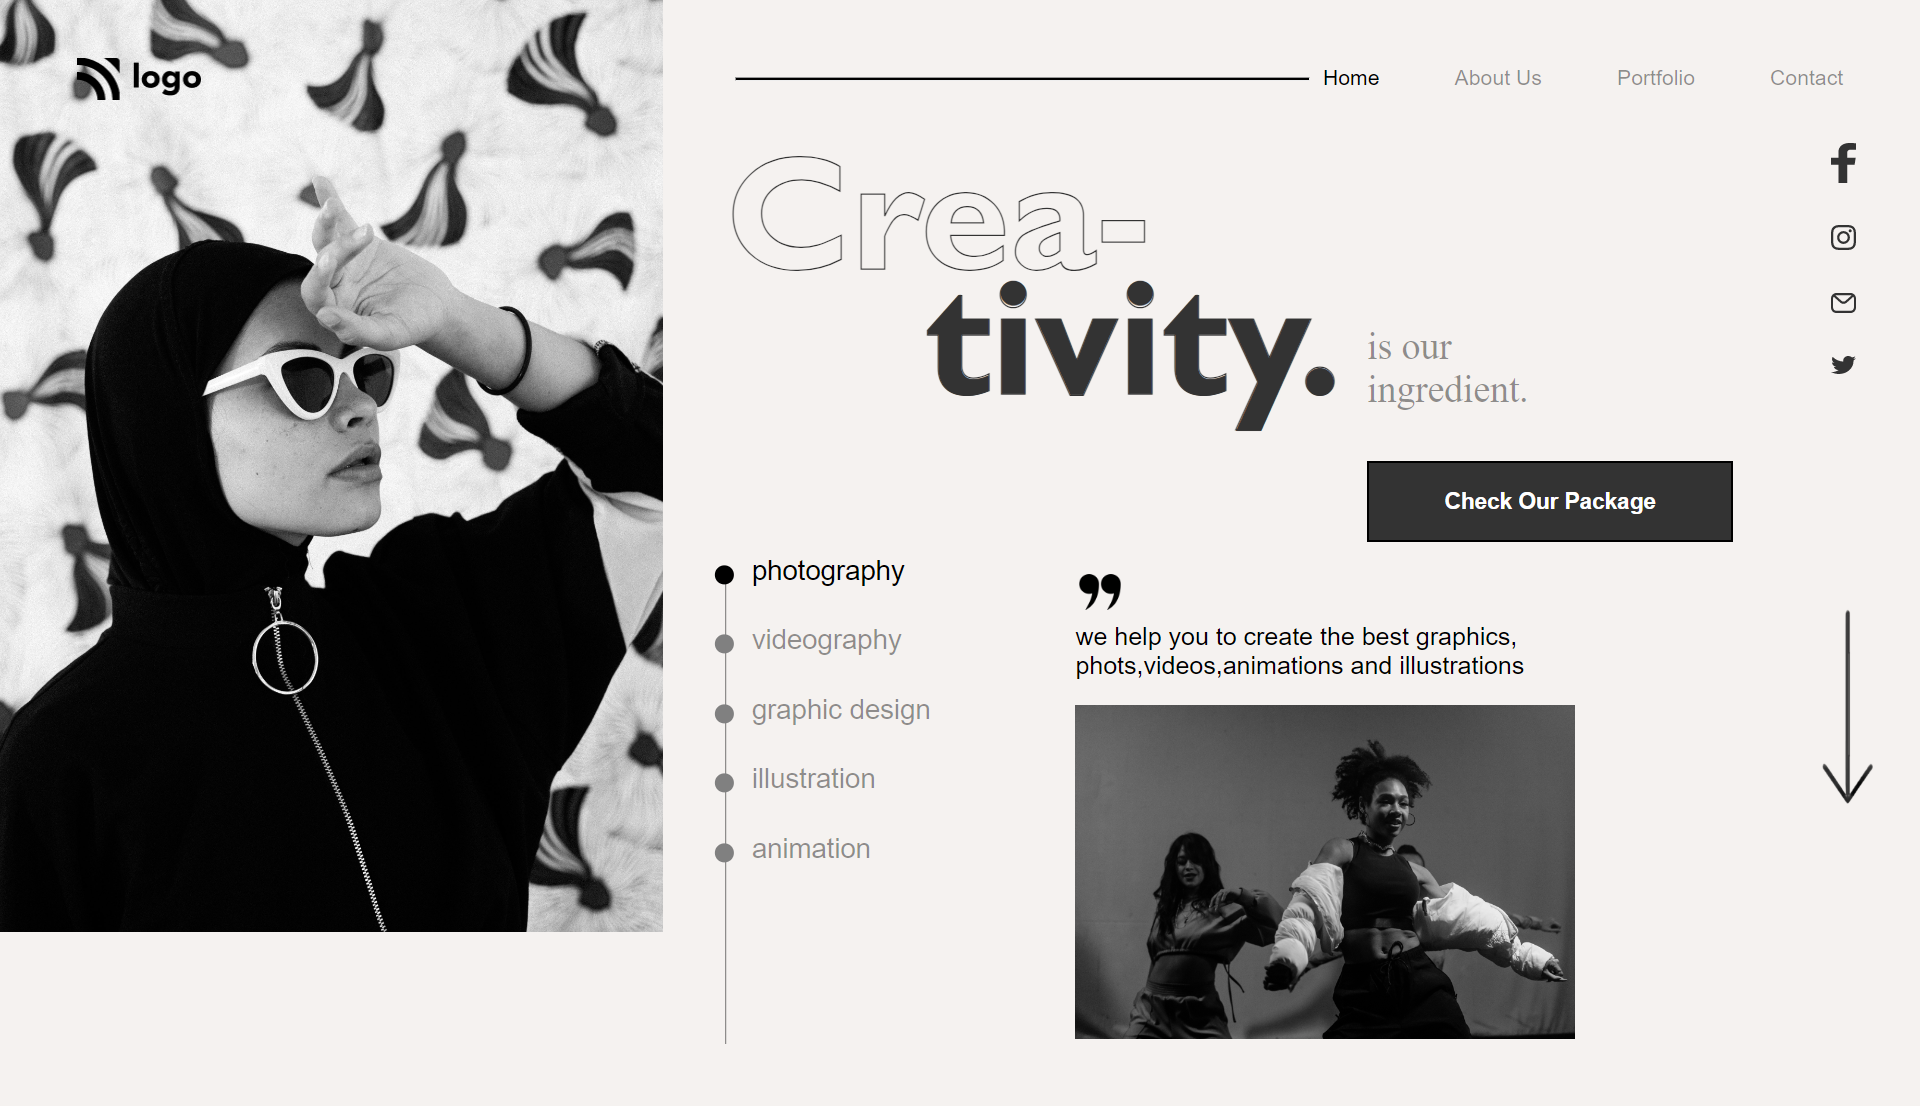 logo
Home About Us Portfolio Contact
Crea-
tivity.
is our
ingredient.
Check Our Package
photography
videography
graphic design
illustration
animation
”
we help you to create the best graphics,
phots,videos,animations and illustrations